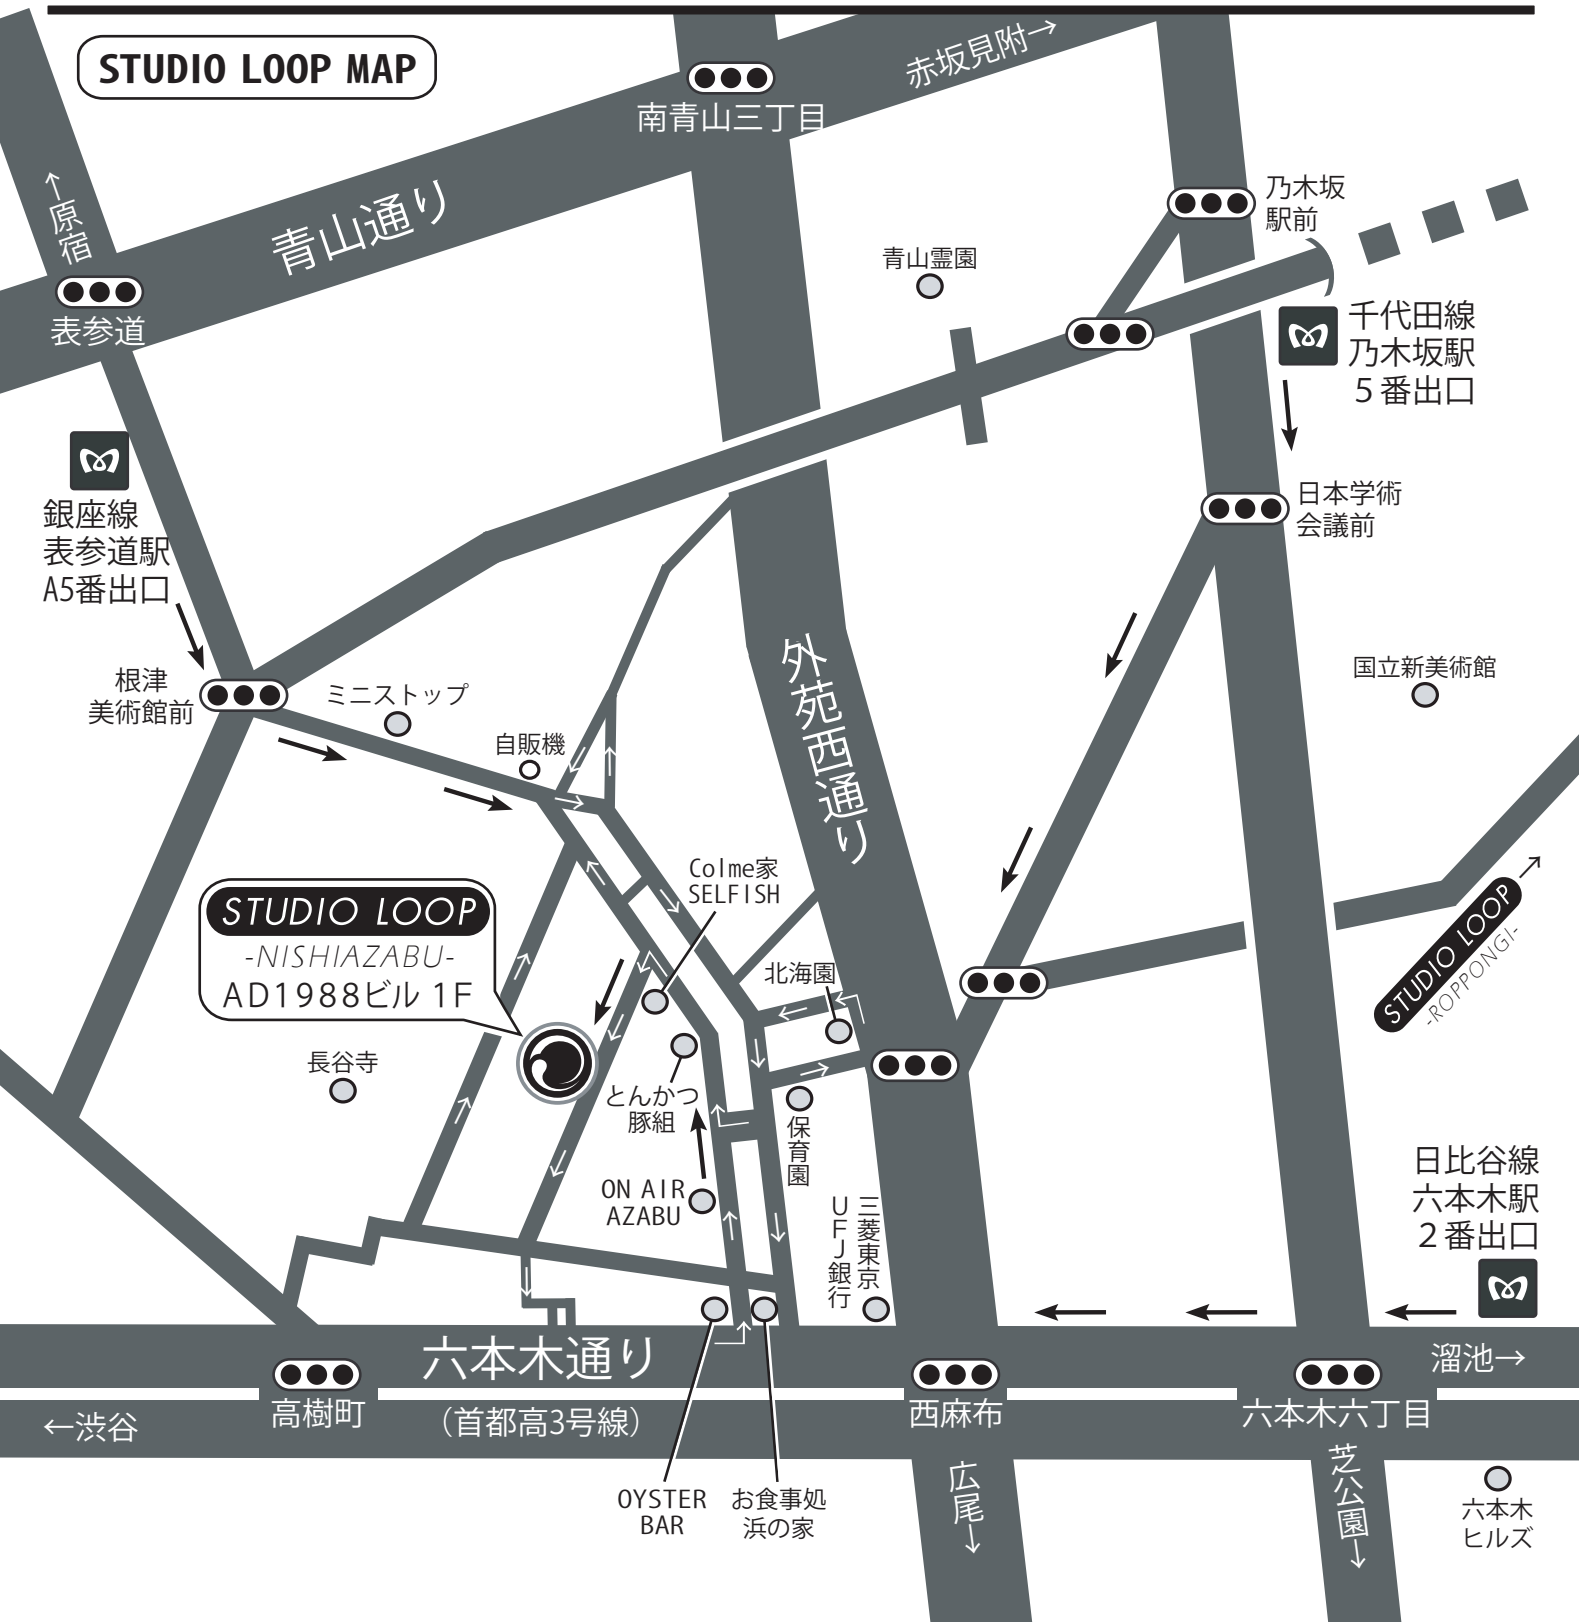 STUDIO LOOP MAP
赤坂見附→
南青山三丁目
青山通り
←原宿
表参道
乃木坂
駅前
青山霊園
千代田線
乃木坂駅
５番出口
銀座線
表参道駅
A5番出口
日本学術
会議前
根津
美術館前
ミニストップ
自販機
外苑西通り
国立新美術館
Colme家
SELFISH
STUDIO LOOP
-NISHIAZABU-
AD1988ビル 1F
北海園
STUDIO LOOP →
-ROPPONGI-
長谷寺
とんかつ
豚組
保育園
ON AIR
AZABU
三菱東京
UFJ銀行
日比谷線
六本木駅
２番出口
六本木通り
溜池→
高樹町
(首都高3号線)
←渋谷
西麻布
六本木六丁目
広尾→
芝公園→
OYSTER
BAR
お食事処
浜の家
六本木
ヒルズ